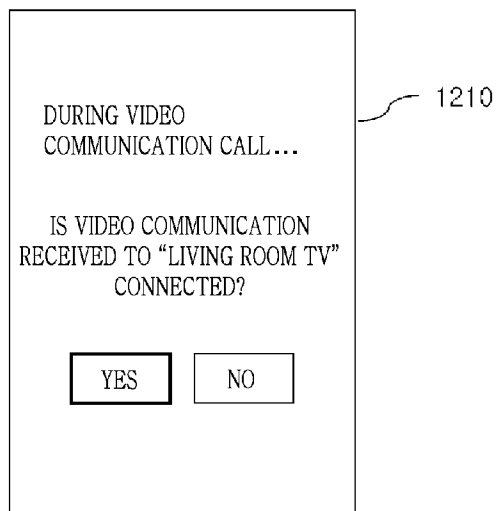 DURING VIDEO
COMMUNICATION CALL...
1210
IS VIDEO COMMUNICATION
RECEIVED TO “LIVING ROOM TV”
CONNECTED?
YES
NO